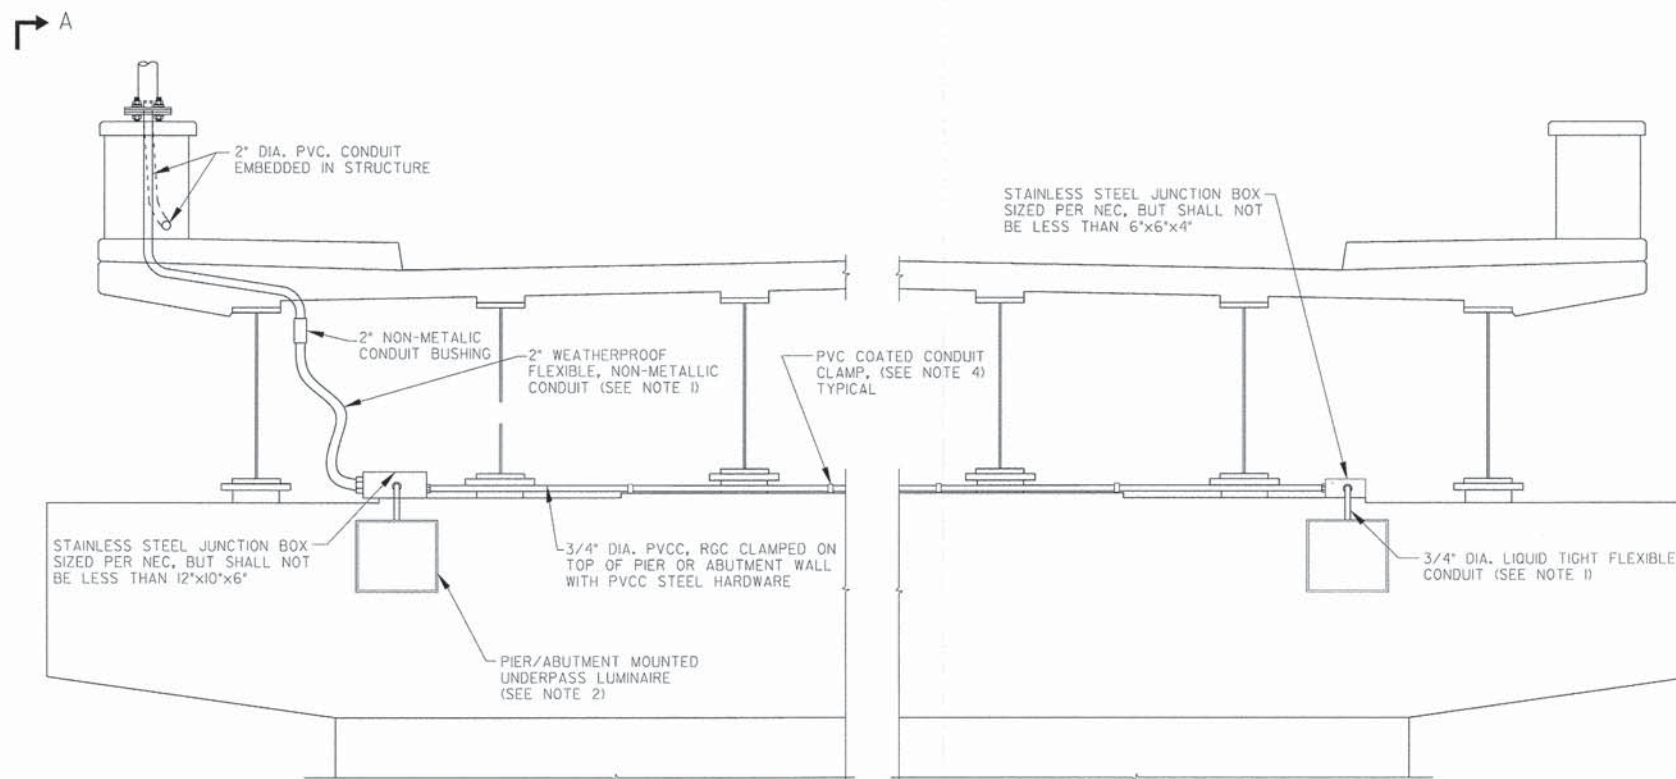 A
2" DIA. PVC. CONDUIT
EMBEDDED IN STRUCTURE
STAINLESS STEEL JUNCTION BOX
SIZED PER NEC, BUT SHALL NOT
BE LESS THAN 6"x6"x4"
2" NON-METALIC
CONDUIT BUSHING
2" WEATHERPROOF
FLEXIBLE, NON-METALLIC
CONDUIT (SEE NOTE 1)
PVC COATED CONDUIT
CLAMP, (SEE NOTE 4)
TYPICAL
STAINLESS STEEL JUNCTION BOX
SIZED PER NEC, BUT SHALL NOT
BE LESS THAN 12"x10"x6"
3/4" DIA. PVCC, RGC CLAMPED ON
TOP OF PIER OR ABUTMENT WALL
WITH PVCC STEEL HARDWARE
3/4" DIA. LIQUID TIGHT FLEXIBLE
CONDUIT (SEE NOTE 1)
PIER/ABUTMENT MOUNTED
UNDERPASS LUMINAIRE
(SEE NOTE 2)